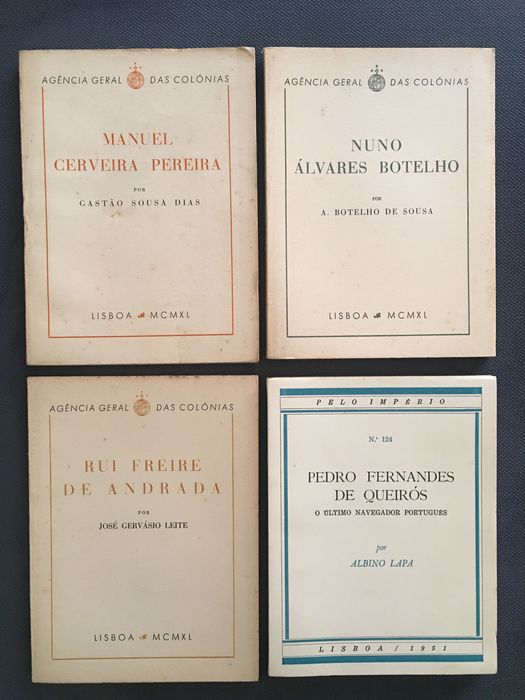 AGÊNCIA GERAL DAS COLÓNIAS
MANUEL
CERVEIRA PEREIRA
POR
GASTÃO SOUSA DIAS
LISBOA MCMXL
AGÊNCIA GERAL DAS COLÓNIAS
NUNO
ÁLVARES BOTELHO
POR
A. BOTELHO DE SOUSA
LISBOA MCMXL
AGÊNCIA GERAL DAS COLÓNIAS
RUI FREIRE
DE ANDRADA
POR
JOSÉ GERVÁSIO LEITE
LISBOA MCMXL
PELO IMPÉRIO
N.º 124
PEDRO FERNANDES
DE QUEIRÓS
O ÚLTIMO NAVEGADOR PORTUGUÊS
por
ALBINO LAPA
LISBOA / 1951